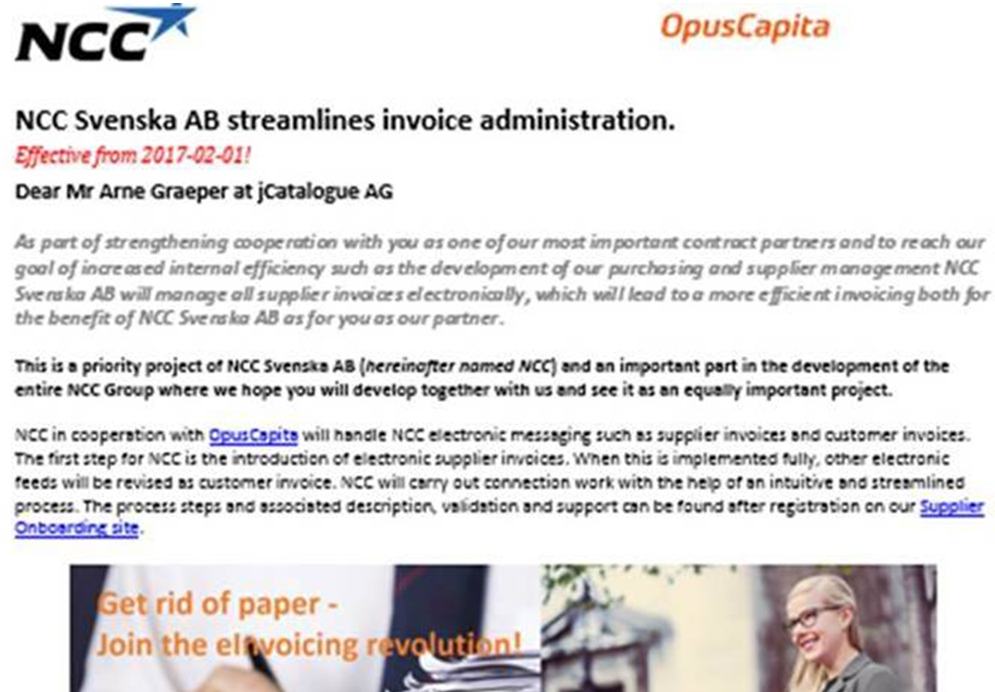 NCC
OpusCapita
NCC Svenska AB streamlines invoice administration.
Effective from 2017-02-01!
Dear Mr Arne Graeper at jCatalogue AG
As part of strengthening cooperation with you as one of our most important contract partners and to reach our
goal of increased internal efficiency such as the development of our purchasing and supplier management NCC
Svenska AB will manage all supplier invoices electronically, which will lead to a more efficient invoicing both for
the benefit of NCC Svenska AB as for you as our partner.
This is a priority project of NCC Svenska AB (hereinafter named NCC) and an important part in the development of the
entire NCC Group where we hope you will develop together with us and see it as an equally important project.
NCC in cooperation with OpusCapita will handle NCC electronic messaging such as supplier invoices and customer invoices.
The first step for NCC is the introduction of electronic supplier invoices. When this is implemented fully, other electronic
feeds will be revised as customer invoice. NCC will carry out connection work with the help of an intuitive and streamlined
process. The process steps and associated description, validation and support can be found after registration on our Supplier
Onboarding site.
Get rid of paper -
Join the eInvoicing revolution!